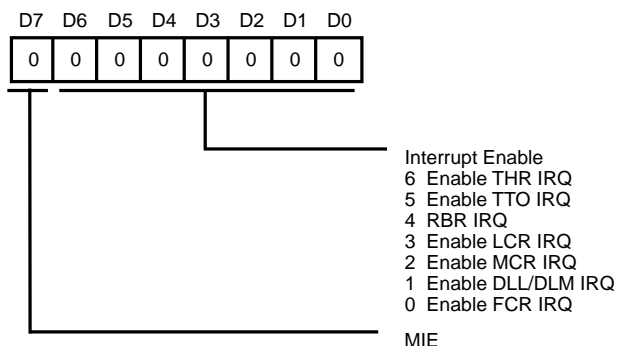 D7 D6 D5 D4 D3 D2 D1 D0
0 0 0 0 0 0 0 0
Interrupt Enable
6 Enable THR IRQ
5 Enable TTO IRQ
4 RBR IRQ
3 Enable LCR IRQ
2 Enable MCR IRQ
1 Enable DLL/DLM IRQ
0 Enable FCR IRQ
MIE